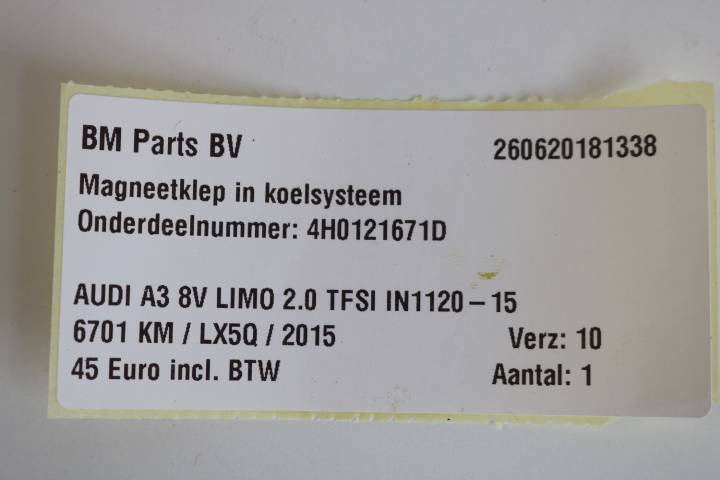 BM Parts BV 260620181338
Magneetklep in koelsysteem
Onderdeelnummer: 4H0121671D
AUDI A3 8V LIMO 2.0 TFSI IN1120 – 15
6701 KM / LX5Q / 2015 Verz: 10
45 Euro incl. BTW Aantal: 1